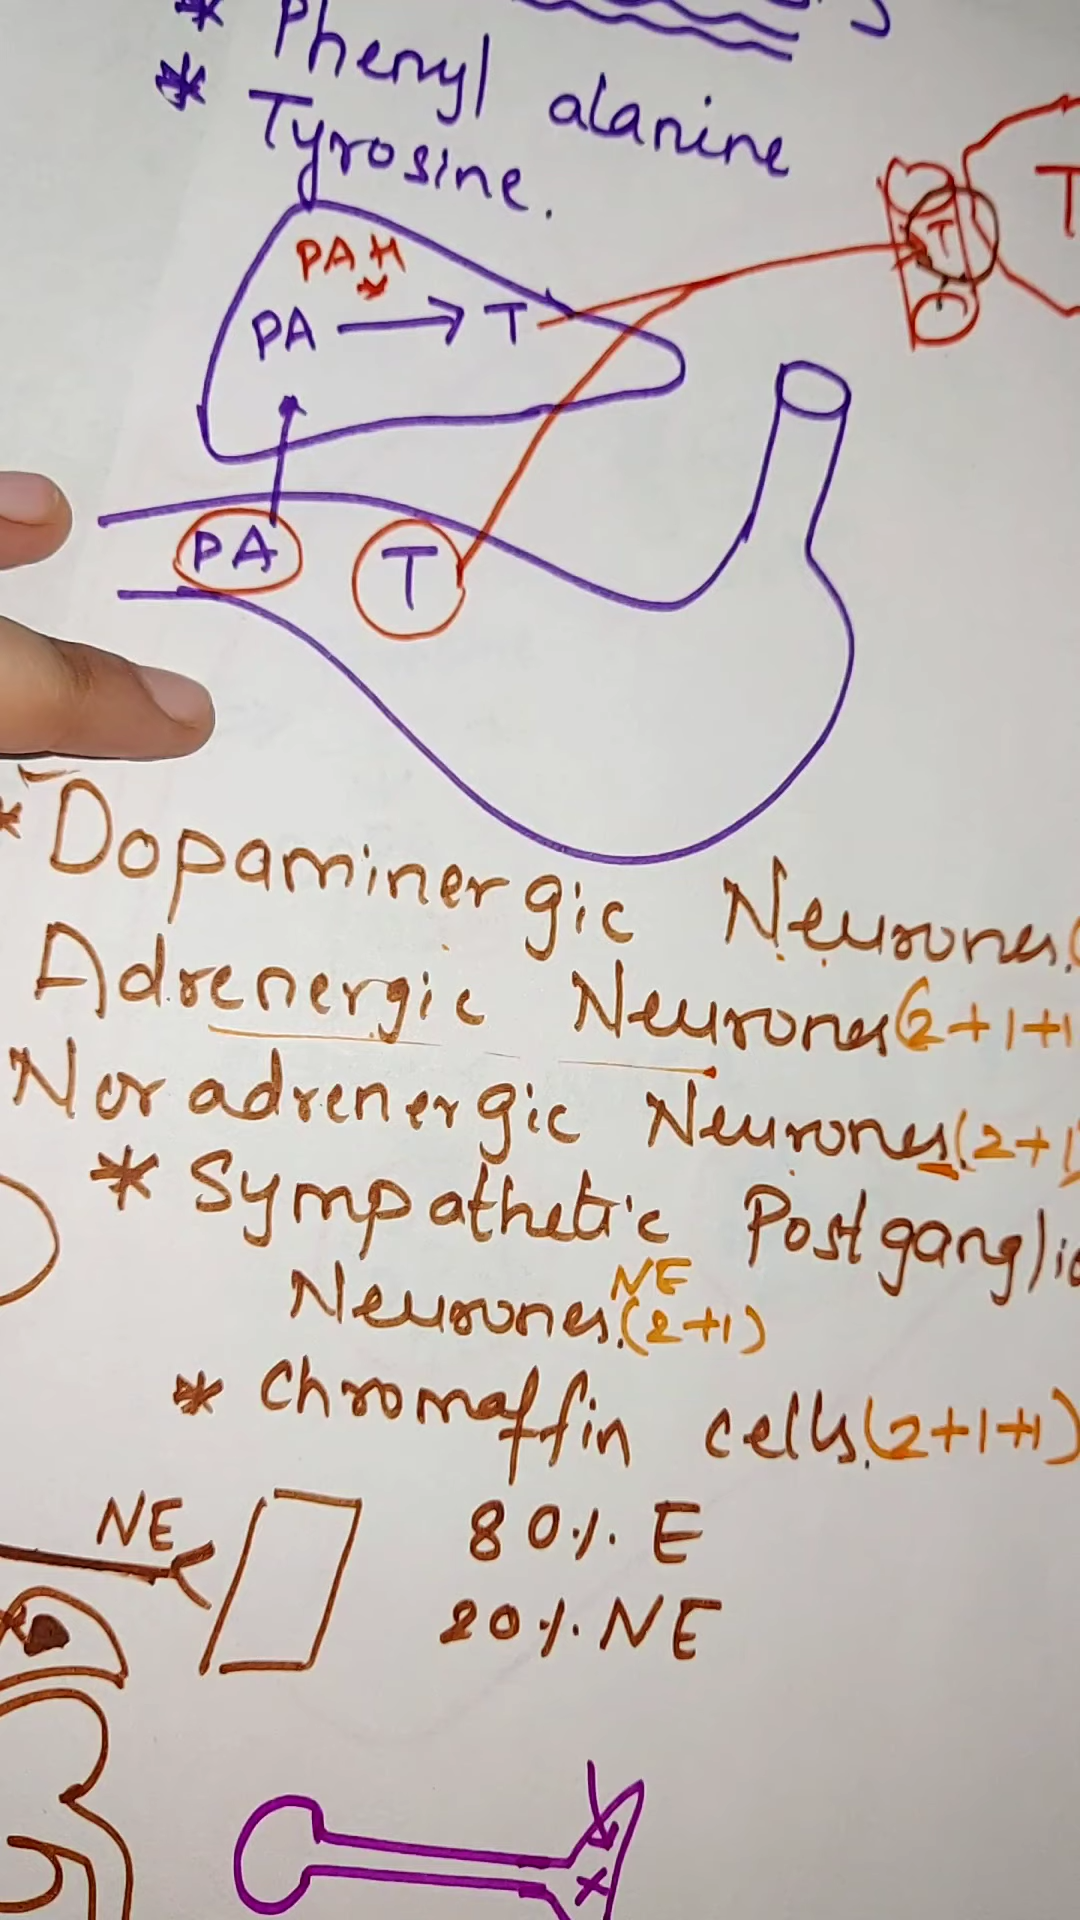 * Phenyl alanine
* Tyrosine.
PAH
*
PA → T
T
T
PA
T
* Dopaminergic Neurones.(
Adrenergic Neurones(2+1+1
Noradrenergic Neurones.(2+1)
* Sympathetic Postganglio
NE
Neurones.(2+1)
* Chromaffin cells.(2+1+1)
NE
80% E
20% NE
x